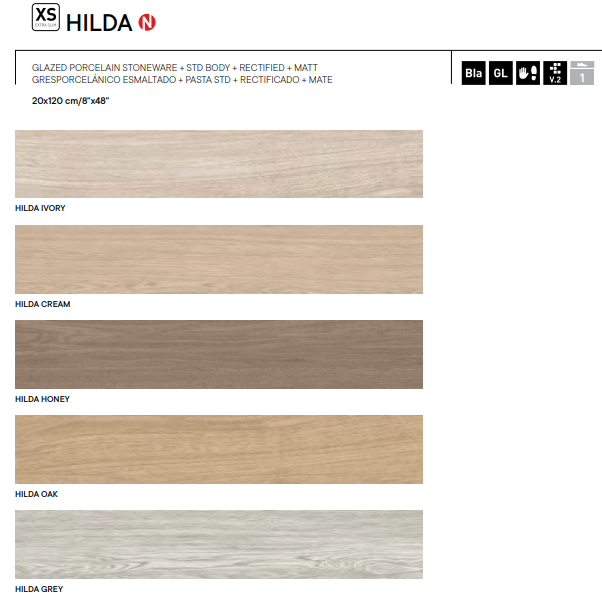 XS
EXTRA SLIM
HILDA N
GLAZED PORCELAIN STONEWARE + STD BODY + RECTIFIED + MATT
GRESPORCELÁNICO ESMALTADO + PASTA STD + RECTIFICADO + MATE
BIa GL V.2 1
20x120 cm/8"x48"
HILDA IVORY
HILDA CREAM
HILDA HONEY
HILDA OAK
HILDA GREY